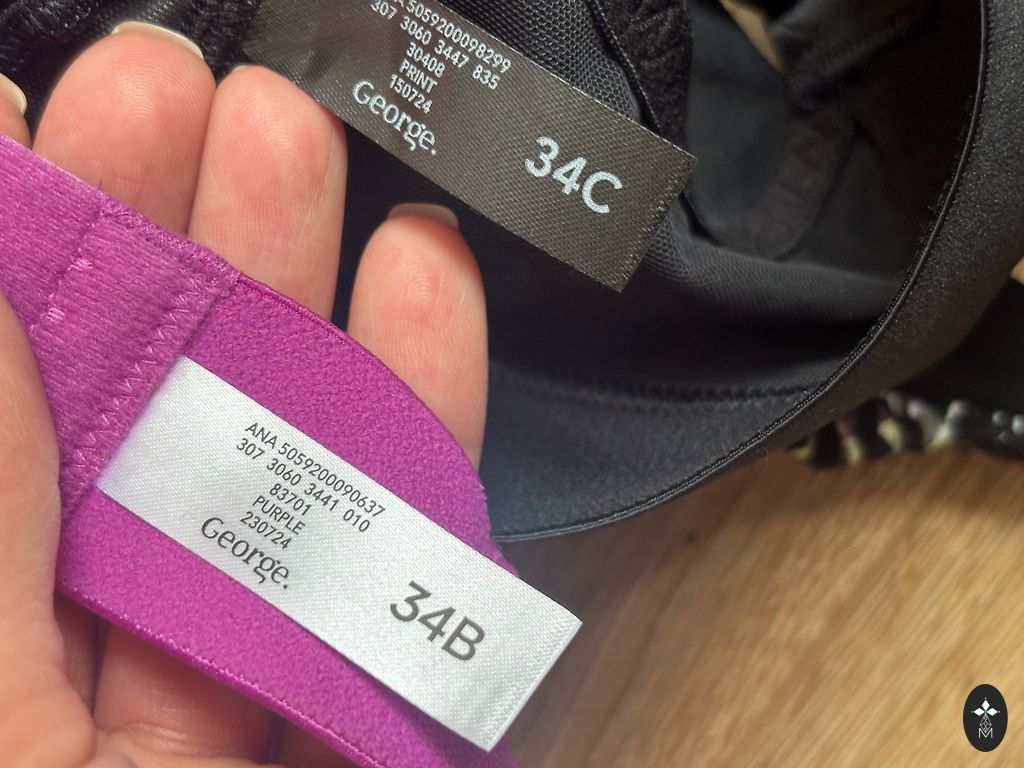 ANA 5059200098299
307 3060 3447 835
30408
PRINT
150724
George.
34C
ANA 5059200090637
307 3060 3441 010
83701
PURPLE
230724
George.
34B
M